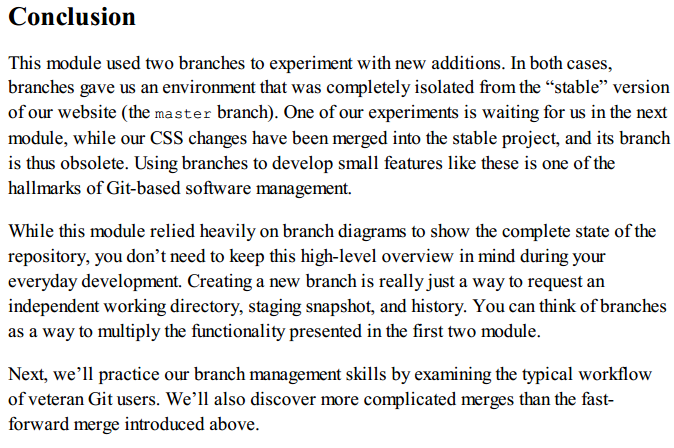 Conclusion
This module used two branches to experiment with new additions. In both cases,
branches gave us an environment that was completely isolated from the “stable” version
of our website (the master branch). One of our experiments is waiting for us in the next
module, while our CSS changes have been merged into the stable project, and its branch
is thus obsolete. Using branches to develop small features like these is one of the
hallmarks of Git-based software management.
While this module relied heavily on branch diagrams to show the complete state of the
repository, you don’t need to keep this high-level overview in mind during your
everyday development. Creating a new branch is really just a way to request an
independent working directory, staging snapshot, and history. You can think of branches
as a way to multiply the functionality presented in the first two module.
Next, we’ll practice our branch management skills by examining the typical workflow
of veteran Git users. We’ll also discover more complicated merges than the fast-
forward merge introduced above.